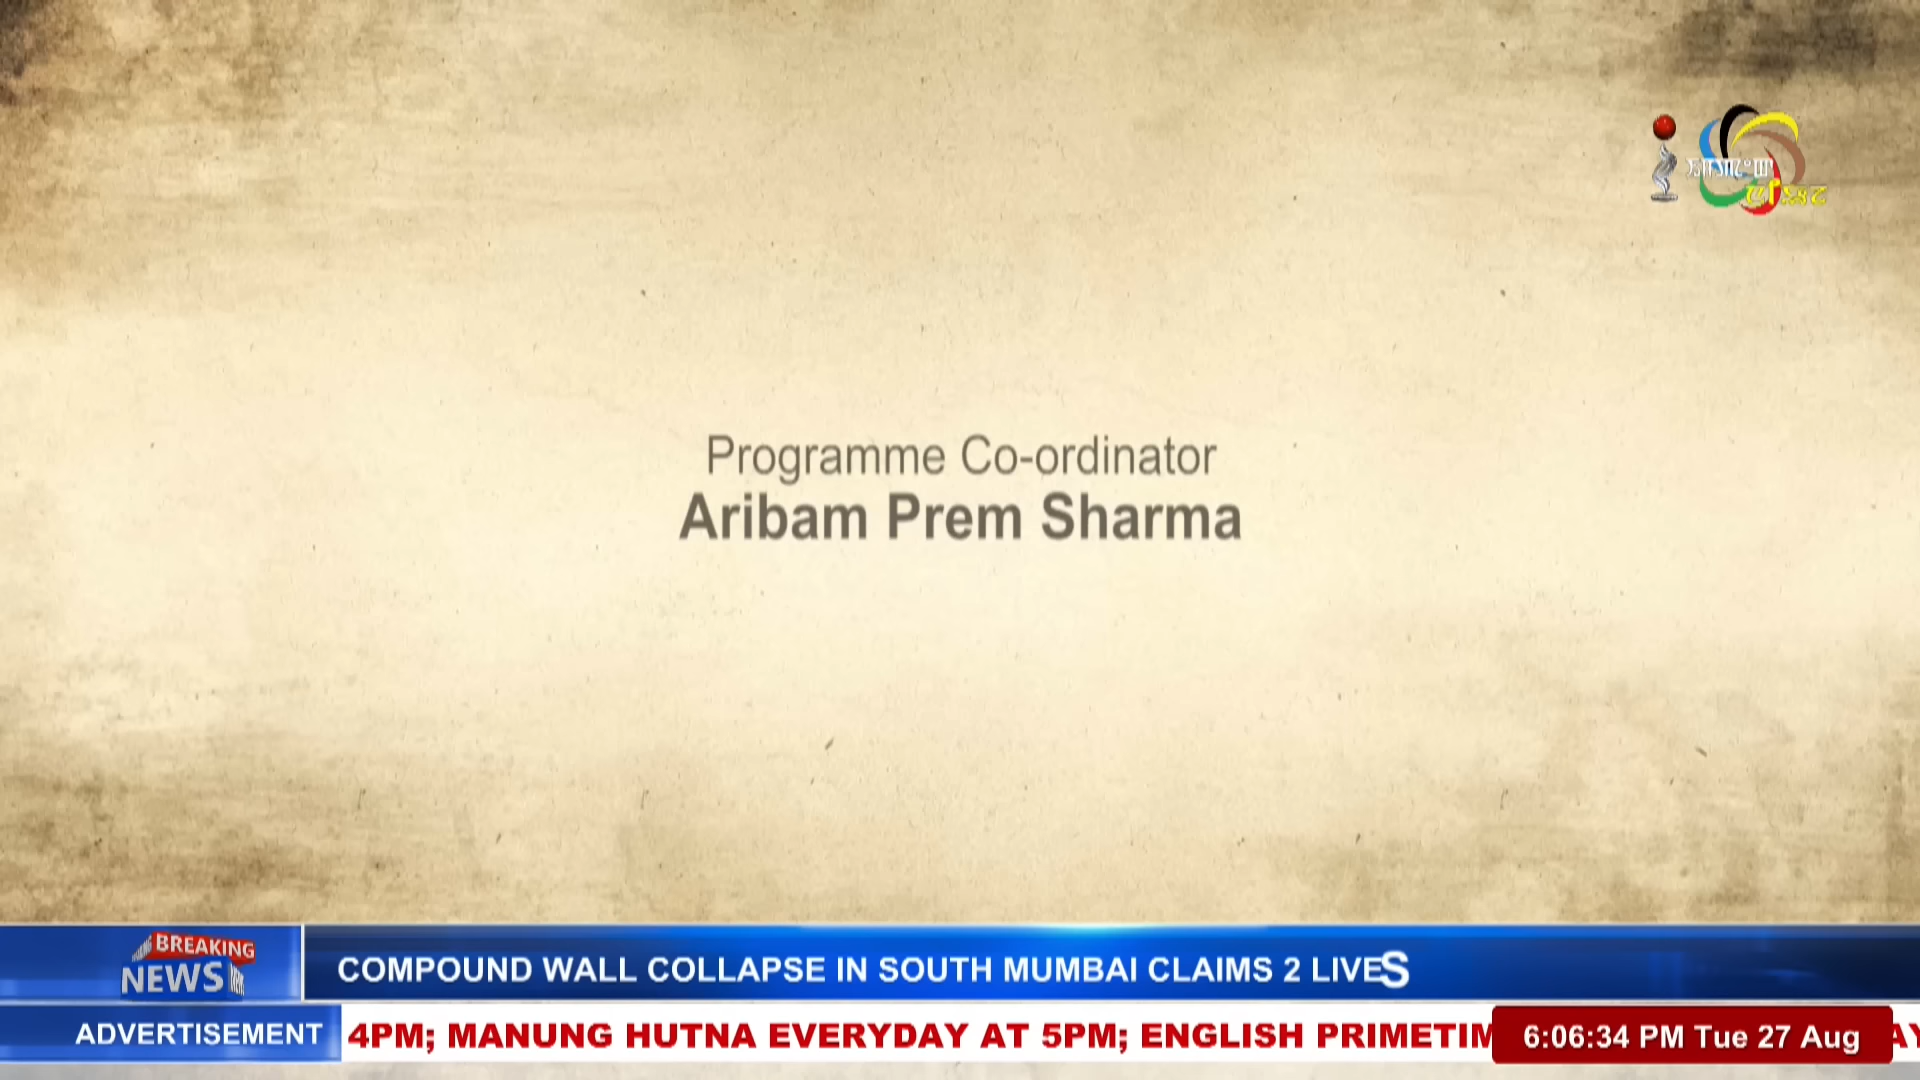 Programme Co-ordinator
Aribam Prem Sharma
BREAKING
NEWS
COMPOUND WALL COLLAPSE IN SOUTH MUMBAI CLAIMS 2 LIVES
ADVERTISEMENT
4PM; MANUNG HUTNA EVERYDAY AT 5PM; ENGLISH PRIMETIM
6:06:34 PM Tue 27 Aug